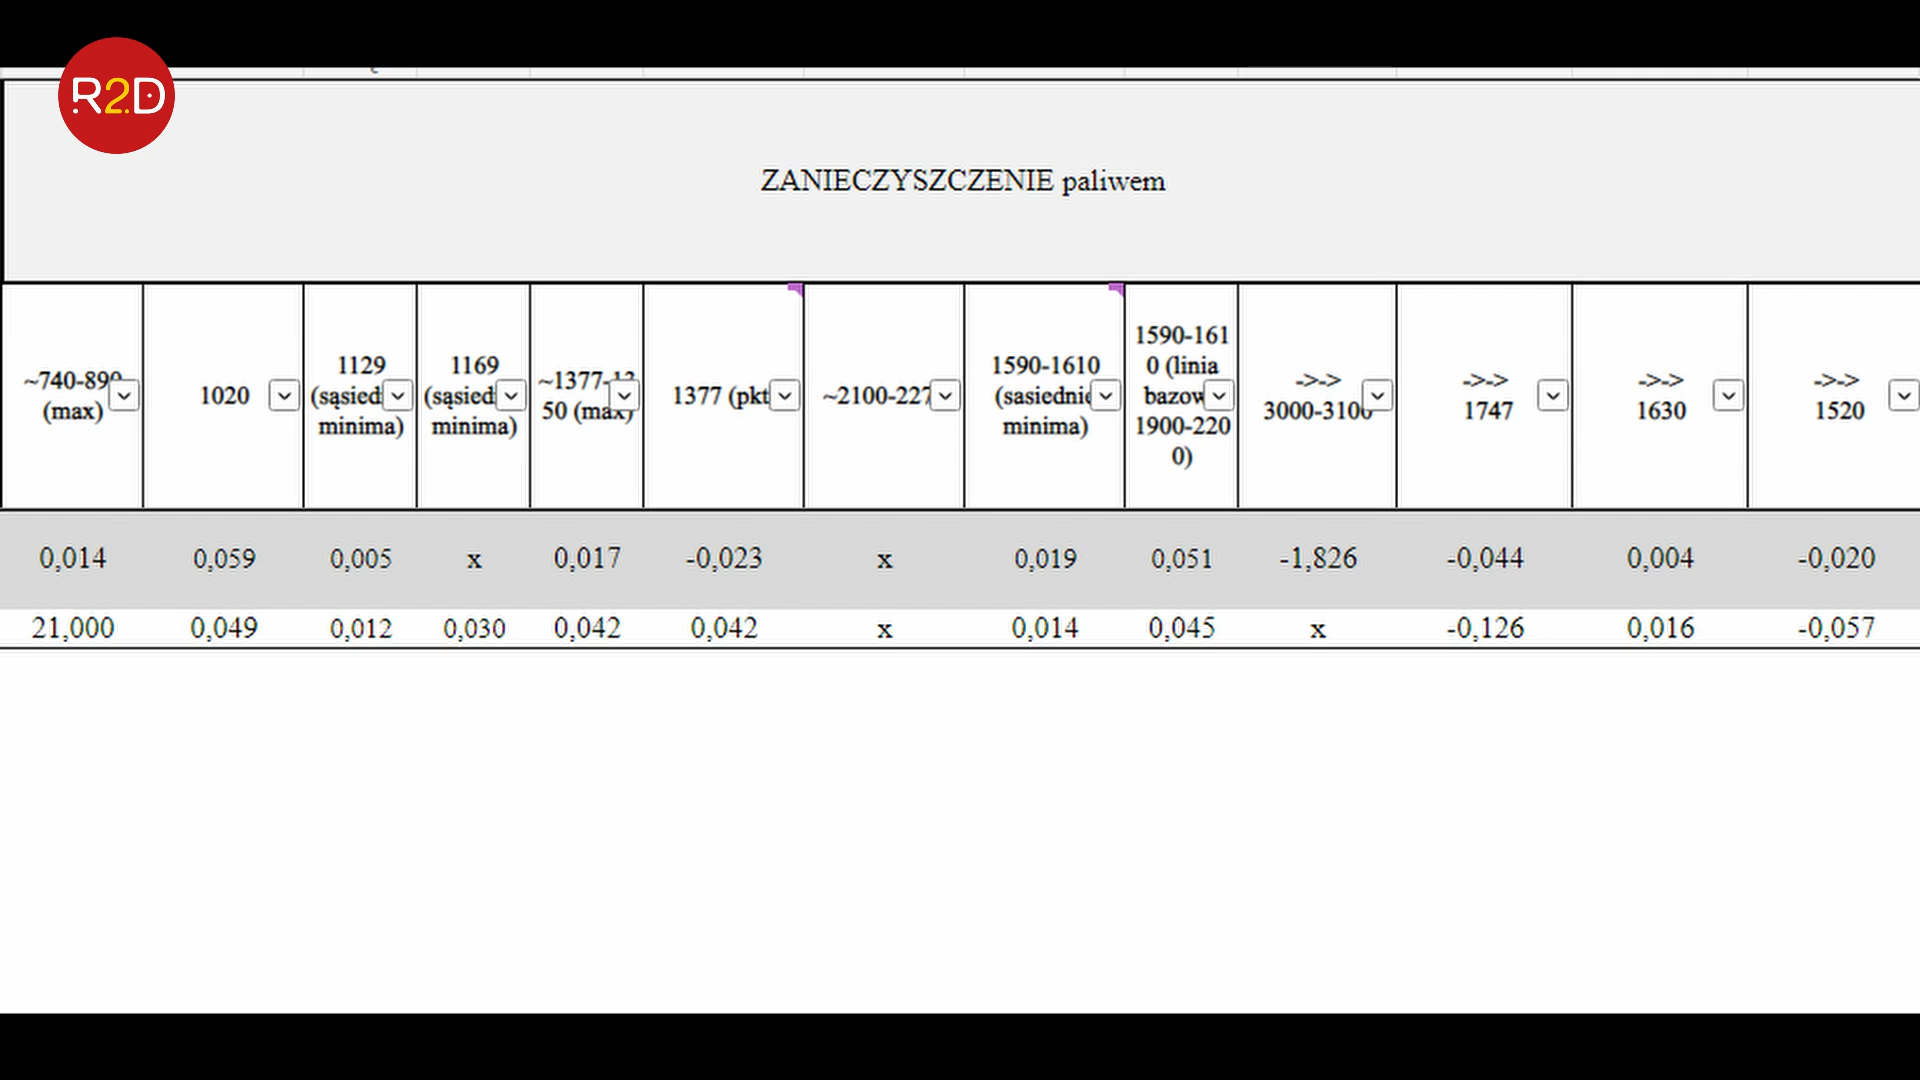 R2D
ZANIECZYSZCZENIE paliwem
~740-890
(max)
1020
1129
(sąsied
minima)
1169
(sąsied
minima)
~1377-13
50 (max)
1377 (pkt
~2100-227
1590-1610
(sasiednie
minima)
1590-161
0 (linia
bazow
1900-220
0)
->->
3000-3100
->->
1747
->->
1630
->->
1520
0,014 0,059 0,005 x 0,017 -0,023 x 0,019 0,051 -1,826 -0,044 0,004 -0,020
21,000 0,049 0,012 0,030 0,042 0,042 x 0,014 0,045 x -0,126 0,016 -0,057